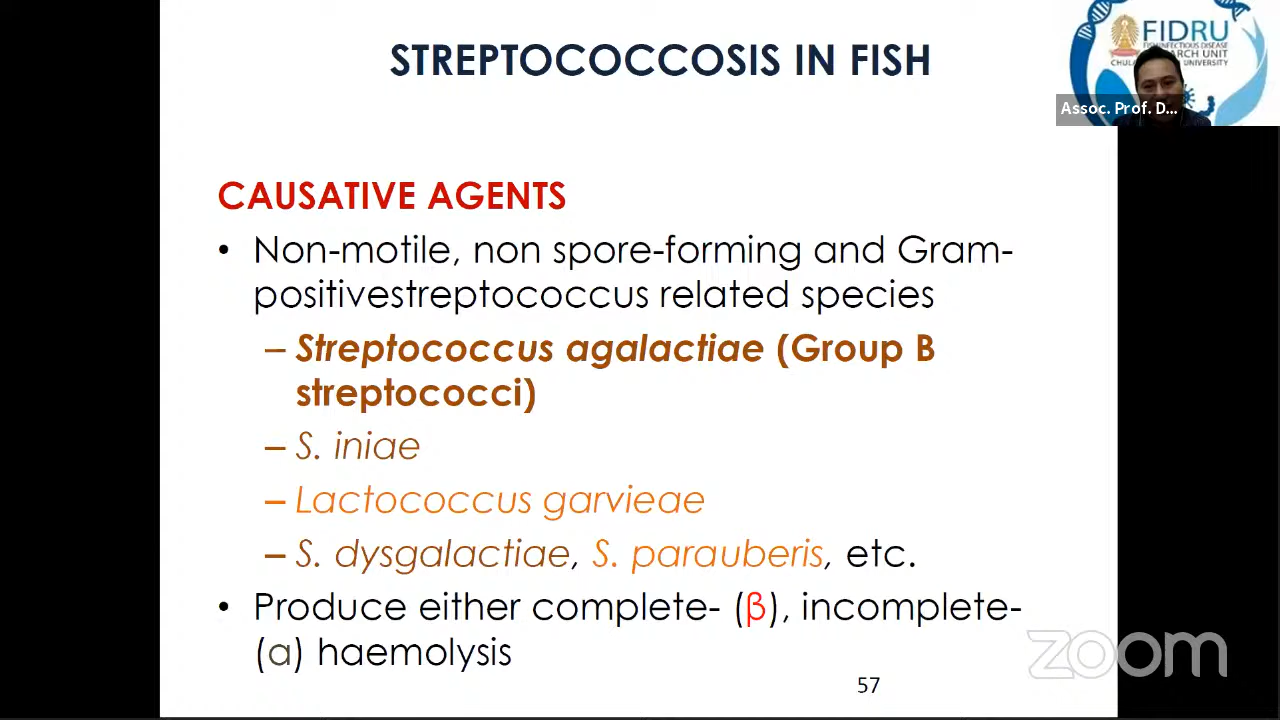 STREPTOCOCCOSIS IN FISH
FIDRU
UNIVERSITY
Assoc. Prof. D...
CAUSATIVE AGENTS
• Non-motile, non spore-forming and Gram-
positivestreptococcus related species
– Streptococcus agalactiae (Group B
streptococci)
– S. iniae
– Lactococcus garvieae
– S. dysgalactiae, S. parauberis, etc.
• Produce either complete- (β), incomplete-
(α) haemolysis
zoom
57